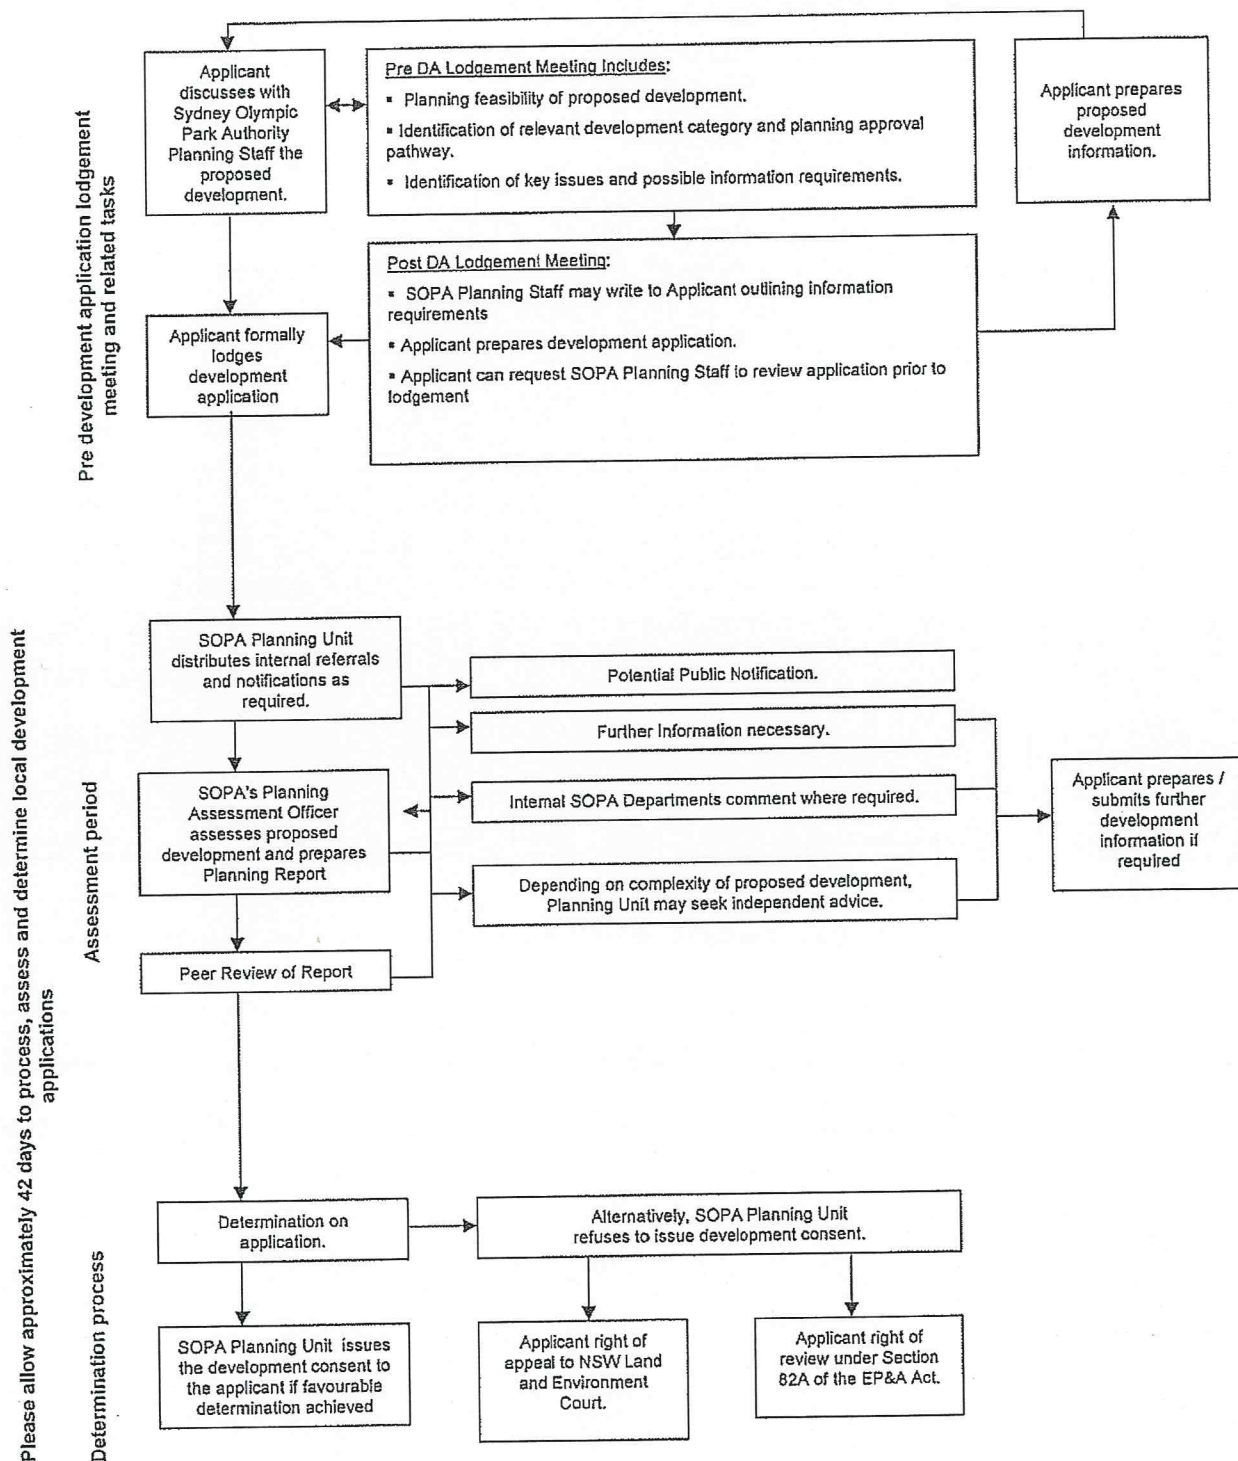 Pre development application lodgement
meeting and related tasks
Applicant
discusses with
Sydney Olympic
Park Authority
Planning Staff the
proposed
development.
Pre DA Lodgement Meeting Includes:
▪ Planning feasibility of proposed development.
▪ Identification of relevant development category and planning approval
pathway.
▪ Identification of key issues and possible information requirements.
Applicant prepares
proposed
development
information.
Post DA Lodgement Meeting:
▪ SOPA Planning Staff may write to Applicant outlining information
requirements
▪ Applicant prepares development application.
▪ Applicant can request SOPA Planning Staff to review application prior to
lodgement
Applicant formally
lodges
development
application
Please allow approximately 42 days to process, assess and determine local development
applications
Assessment period
SOPA Planning Unit
distributes internal referrals
and notifications as
required.
SOPA's Planning
Assessment Officer
assesses proposed
development and prepares
Planning Report
Peer Review of Report
Potential Public Notification.
Further Information necessary.
Internal SOPA Departments comment where required.
Depending on complexity of proposed development,
Planning Unit may seek independent advice.
Applicant prepares /
submits further
development
information if
required
Determination process
Determination on
application.
Alternatively, SOPA Planning Unit
refuses to issue development consent.
SOPA Planning Unit issues
the development consent to
the applicant if favourable
determination achieved
Applicant right of
appeal to NSW Land
and Environment
Court.
Applicant right of
review under Section
82A of the EP&A Act.